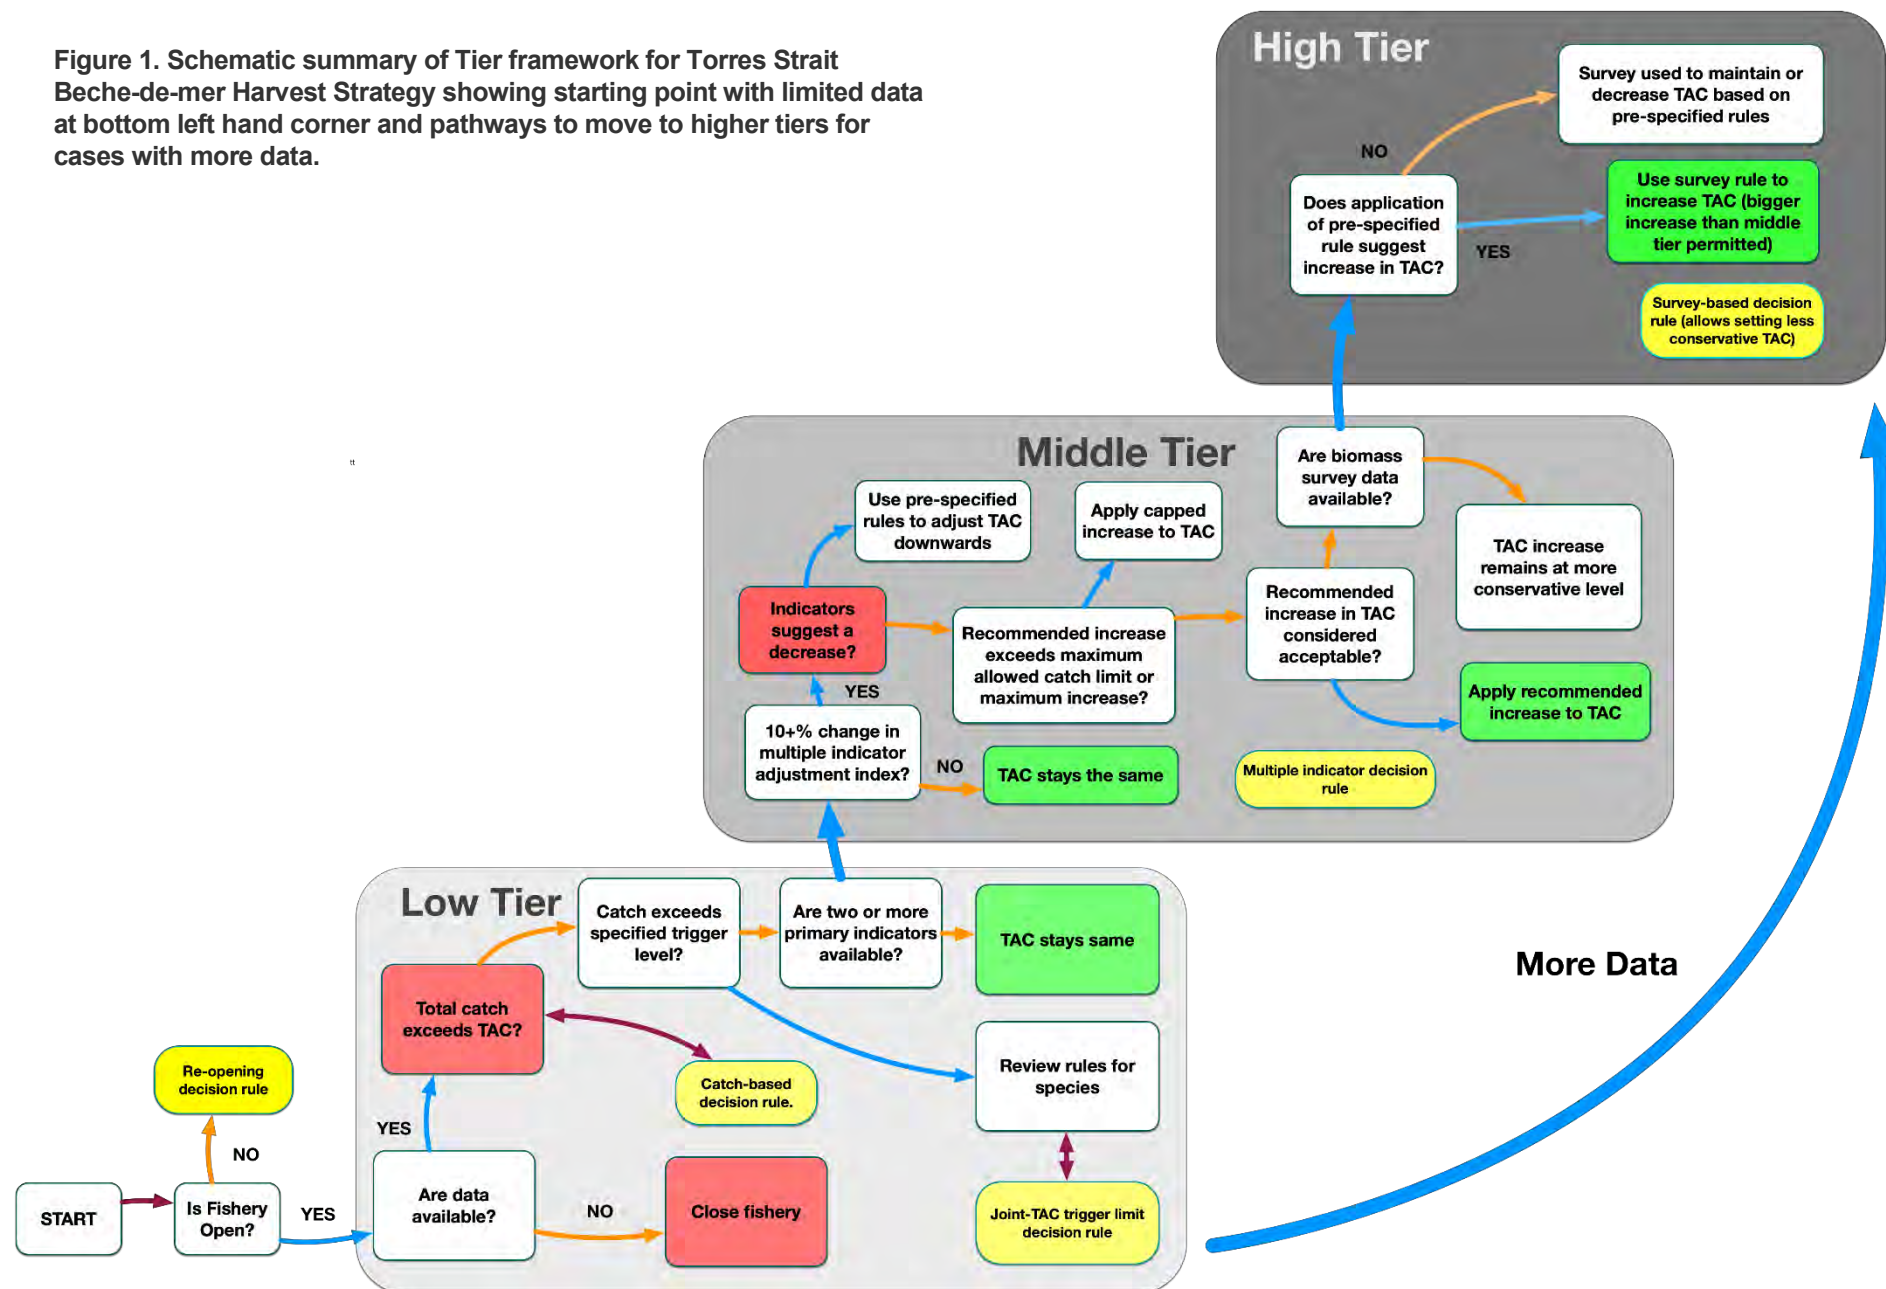 Figure 1. Schematic summary of Tier framework for Torres Strait
Beche-de-mer Harvest Strategy showing starting point with limited data
at bottom left hand corner and pathways to move to higher tiers for
cases with more data.
High Tier
Survey used to maintain or
decrease TAC based on
pre-specified rules
NO
Does application
of pre-specified
rule suggest
increase in TAC?
YES
Use survey rule to
increase TAC (bigger
increase than middle
tier permitted)
Survey-based decision
rule (allows setting less
conservative TAC)
tt
Middle Tier
Use pre-specified
rules to adjust TAC
downwards
Apply capped
increase to TAC
Are biomass
survey data
available?
TAC increase
remains at more
conservative level
Indicators
suggest a
decrease?
Recommended increase
exceeds maximum
allowed catch limit or
maximum increase?
Recommended
increase in TAC
considered
acceptable?
Apply recommended
increase to TAC
YES
10+% change in
multiple indicator
adjustment index?
NO
TAC stays the same
Multiple indicator decision
rule
Low Tier
Catch exceeds
specified trigger
level?
Are two or more
primary indicators
available?
TAC stays same
More Data
Total catch
exceeds TAC?
Catch-based
decision rule.
Review rules for
species
Re-opening
decision rule
NO
YES
START
Is Fishery
Open?
YES
Are data
available?
NO
Close fishery
Joint-TAC trigger limit
decision rule